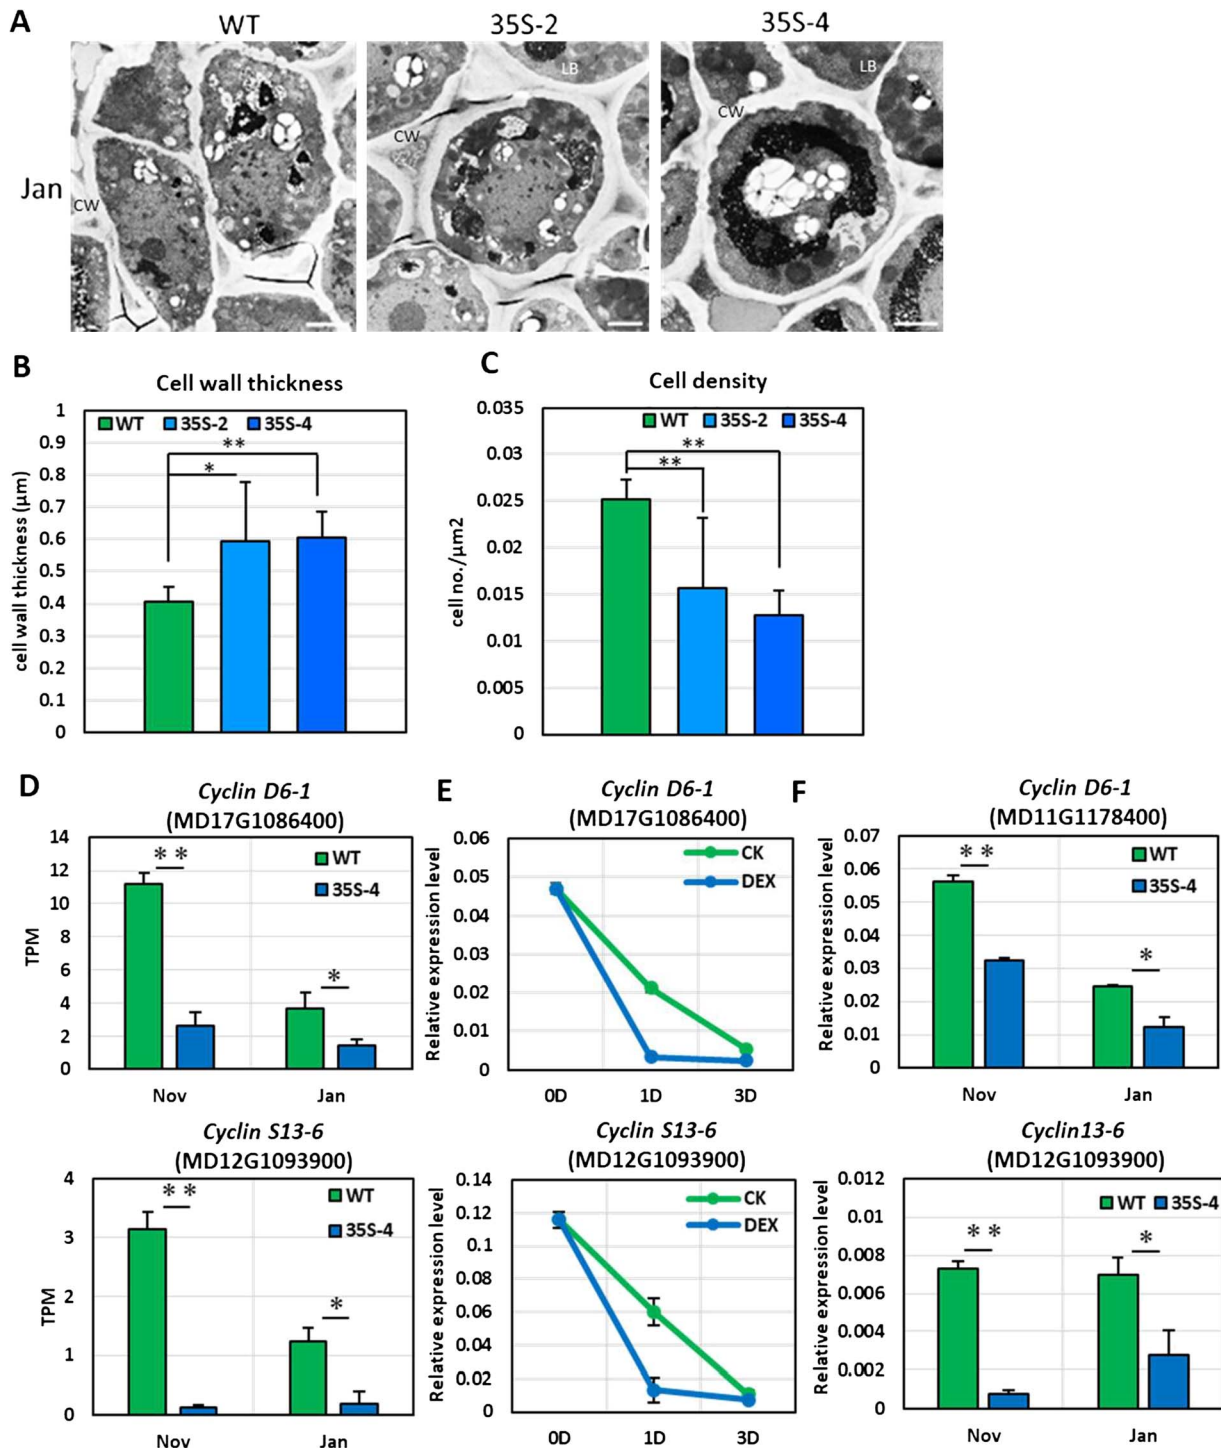 A
WT
35S-2
35S-4
Jan
CW
CW
LB
CW
LB
B
Cell wall thickness
WT 35S-2 35S-4
cell wall thickness (µm)
1
0.9
0.8
0.7
0.6
0.5
0.4
0.3
0.2
0.1
0
**
*
C
Cell density
WT 35S-2 35S-4
cell no./µm2
0.035
0.03
0.025
0.02
0.015
0.01
0.005
0
**
**
D
Cyclin D6-1
(MD17G1086400)
TPM
14
12
10
8
6
4
2
0
**
*
WT
35S-4
Nov
Jan
E
Cyclin D6-1
(MD17G1086400)
Relative expression level
0.06
0.05
0.04
0.03
0.02
0.01
0
CK
DEX
0D
1D
3D
F
Cyclin D6-1
(MD11G1178400)
Relative expression level
0.07
0.06
0.05
0.04
0.03
0.02
0.01
0
**
*
WT
35S-4
Nov
Jan
Cyclin S13-6
(MD12G1093900)
TPM
4
3
2
1
0
**
*
WT
35S-4
Nov
Jan
Cyclin S13-6
(MD12G1093900)
Relative expression level
0.14
0.12
0.1
0.08
0.06
0.04
0.02
0
CK
DEX
0D
1D
3D
Cyclin13-6
(MD12G1093900)
Relative expression level
0.012
0.01
0.008
0.006
0.004
0.002
0
WT 35S-4
**
*
Nov
Jan